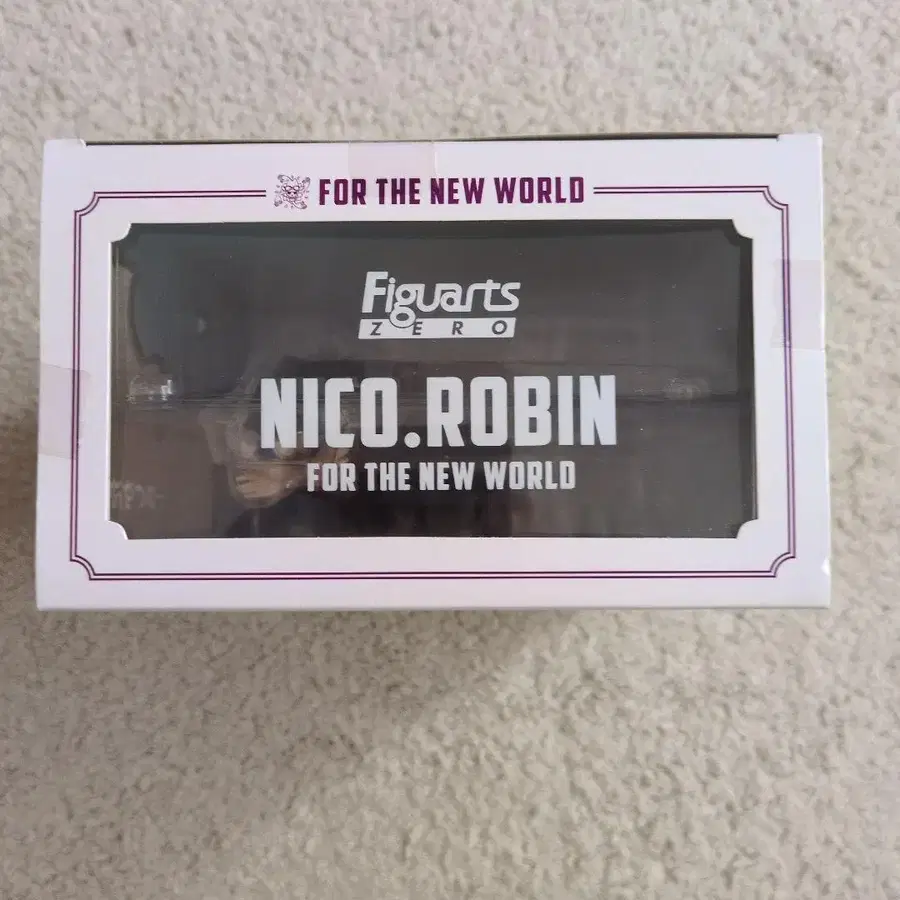 FOR THE NEW WORLD
Figuarts
ZERO
NICO.ROBIN
FOR THE NEW WORLD